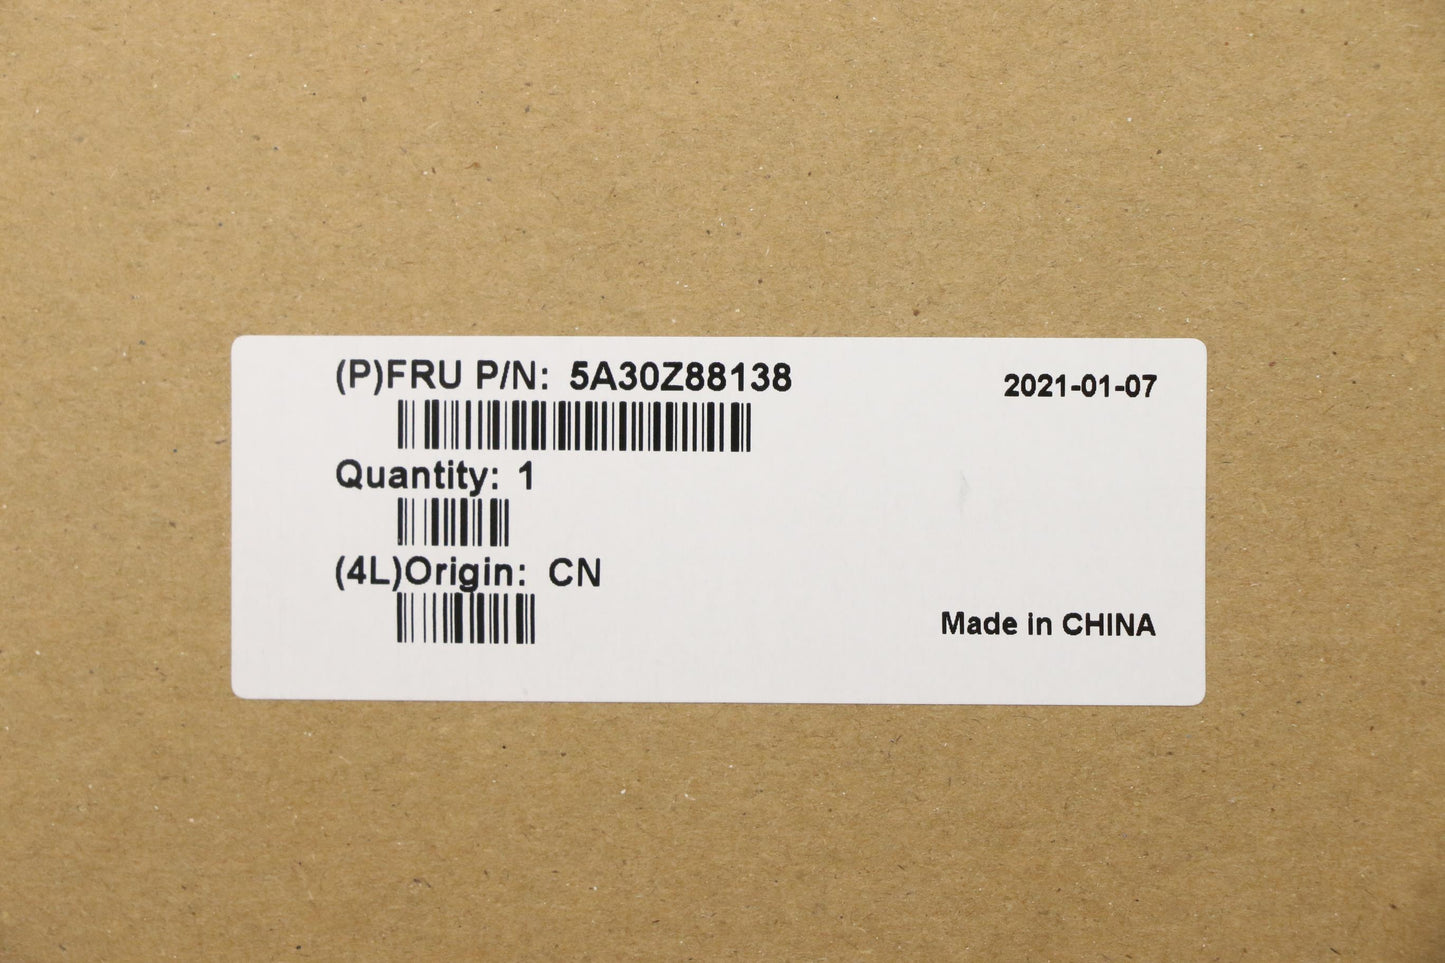 (P)FRU P/N: 5A30Z88138
2021-01-07
Quantity: 1
(4L)Origin: CN
Made in CHINA